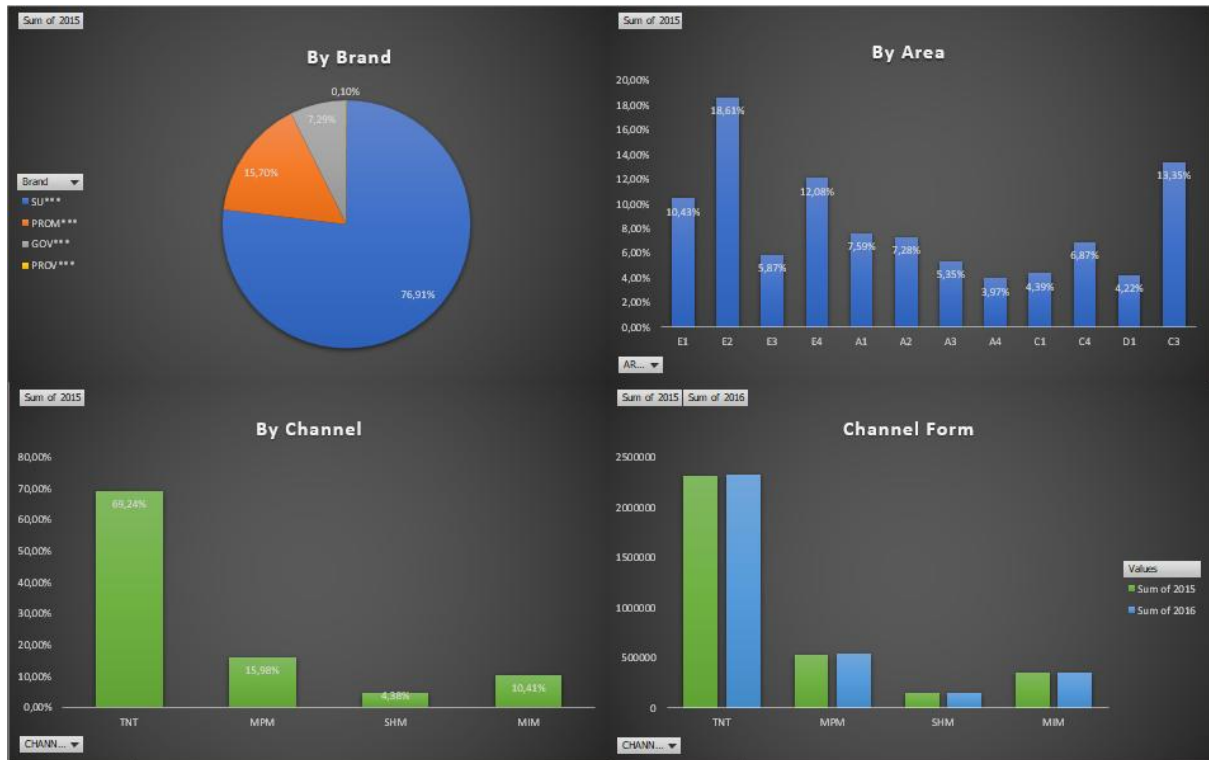 Sum of 2015
By Brand
0,10%
7,29%
15,70%
76,91%
Brand
SU***
PROM***
GOV***
PROV***
Sum of 2015
By Area
20,00%
18,00%
16,00%
14,00%
12,00%
10,00%
8,00%
6,00%
4,00%
2,00%
0,00%
10,43%
18,61%
5,87%
12,08%
7,59%
7,28%
5,35%
3,97%
4,39%
6,87%
4,22%
13,35%
E1 E2 E3 E4 A1 A2 A3 A4 C1 C4 D1 C3
AR...
Sum of 2015
By Channel
80,00%
70,00%
60,00%
50,00%
40,00%
30,00%
20,00%
10,00%
0,00%
69,24%
15,98%
4,38%
10,41%
TNT MPM SHM MIM
CHANN...
Sum of 2015 Sum of 2016
Channel Form
2500000
2000000
1500000
1000000
500000
0
TNT MPM SHM MIM
Values
Sum of 2015
Sum of 2016
CHANN...